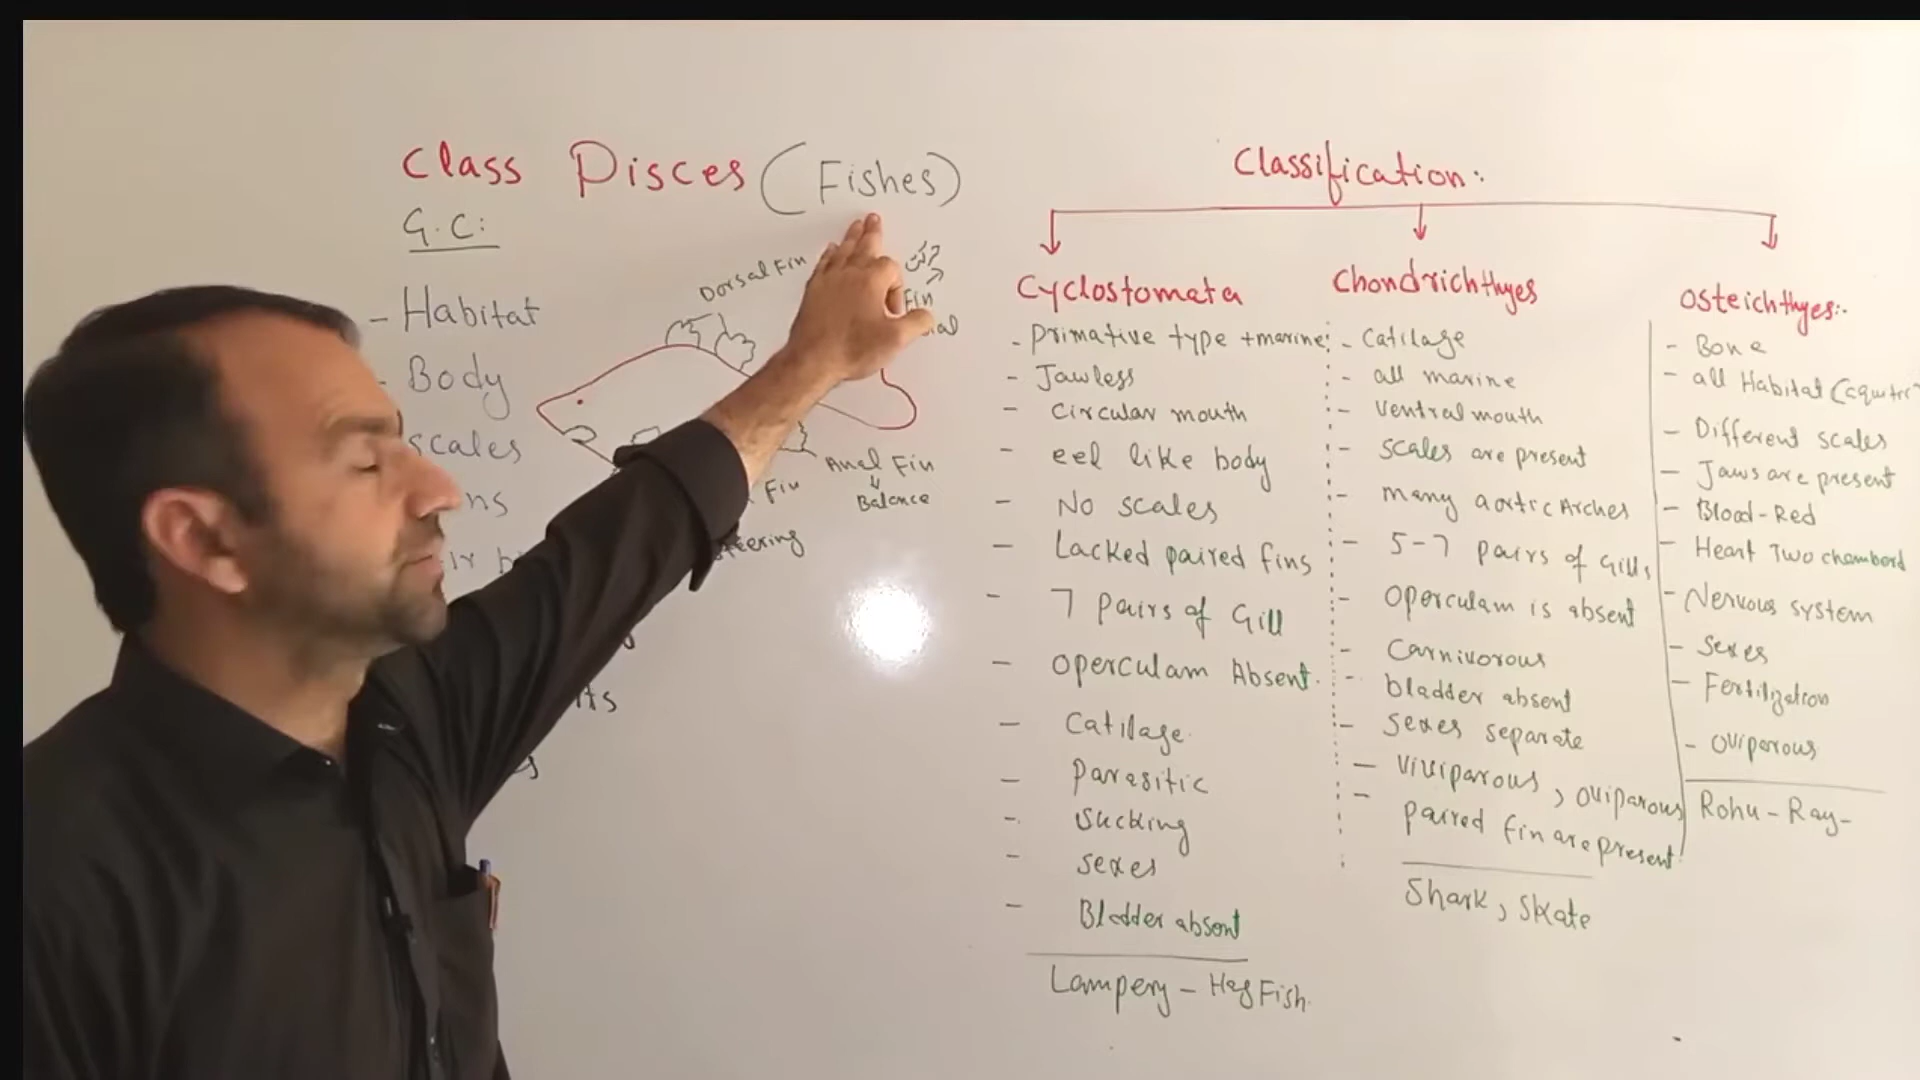 Class Pisces (Fishes)
G.C:
- Habitat
- Body
scales
Dorsal Fin
حرکت
Fin
Anal Fin
Balance
Fin
Classification:
Cyclostomata
- Primative type + marine:
- Jawless
- Circular mouth
- eel like body
- No scales
- Lacked paired fins
- 7 pairs of Gill
- operculam Absent.
- Catilage.
- Parasitic
- Sucking
- Sexes
- Bladder absent
Lampery - Hag Fish.
Chondrichthyes
- Catilage
- all marine
- Ventral mouth
- Scales are present
- many aortic Arches
- 5-7 pairs of Gills
- Operculam is absent
- Carnivorous
- bladder absent
- Sexes separate
- Viviparous, oviparous
- Paired fin are present
Shark, Skate
Osteichthyes:-
- Bone
- all Habitat
- Different scales
- Jaws are present
- Blood-Red
- Heart Two chambord
- Nervous system
- Sexes
- Fertilization
- Oviparous
Rohu - Ray -